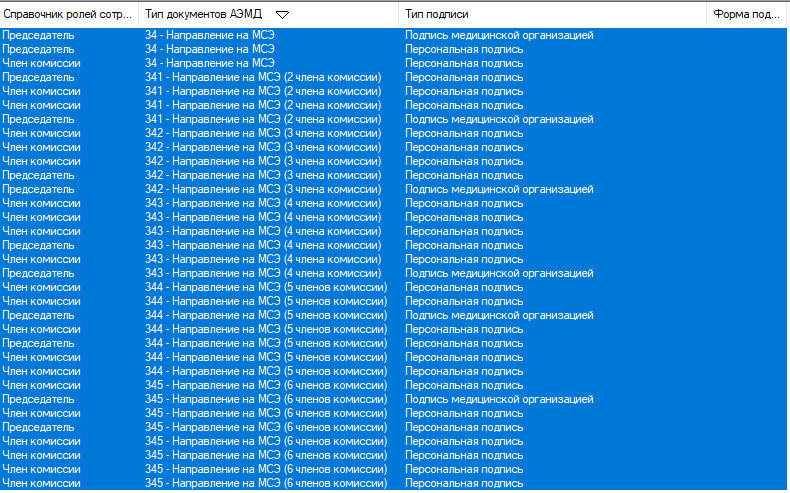 Справочник ролей сотр... Тип документов АЭМД Тип подписи Форма под...
Председатель 34 - Направление на МСЭ Подпись медицинской организацией
Председатель 34 - Направление на МСЭ Персональная подпись
Член комиссии 34 - Направление на МСЭ Персональная подпись
Председатель 341 - Направление на МСЭ (2 члена комиссии) Персональная подпись
Член комиссии 341 - Направление на МСЭ (2 члена комиссии) Персональная подпись
Член комиссии 341 - Направление на МСЭ (2 члена комиссии) Персональная подпись
Председатель 341 - Направление на МСЭ (2 члена комиссии) Подпись медицинской организацией
Член комиссии 342 - Направление на МСЭ (3 члена комиссии) Персональная подпись
Член комиссии 342 - Направление на МСЭ (3 члена комиссии) Персональная подпись
Член комиссии 342 - Направление на МСЭ (3 члена комиссии) Персональная подпись
Председатель 342 - Направление на МСЭ (3 члена комиссии) Персональная подпись
Председатель 342 - Направление на МСЭ (3 члена комиссии) Подпись медицинской организацией
Член комиссии 343 - Направление на МСЭ (4 члена комиссии) Персональная подпись
Член комиссии 343 - Направление на МСЭ (4 члена комиссии) Персональная подпись
Член комиссии 343 - Направление на МСЭ (4 члена комиссии) Персональная подпись
Председатель 343 - Направление на МСЭ (4 члена комиссии) Персональная подпись
Член комиссии 343 - Направление на МСЭ (4 члена комиссии) Персональная подпись
Председатель 343 - Направление на МСЭ (4 члена комиссии) Подпись медицинской организацией
Член комиссии 344 - Направление на МСЭ (5 членов комиссии) Персональная подпись
Член комиссии 344 - Направление на МСЭ (5 членов комиссии) Персональная подпись
Председатель 344 - Направление на МСЭ (5 членов комиссии) Подпись медицинской организацией
Член комиссии 344 - Направление на МСЭ (5 членов комиссии) Персональная подпись
Председатель 344 - Направление на МСЭ (5 членов комиссии) Персональная подпись
Член комиссии 344 - Направление на МСЭ (5 членов комиссии) Персональная подпись
Член комиссии 344 - Направление на МСЭ (5 членов комиссии) Персональная подпись
Член комиссии 345 - Направление на МСЭ (6 членов комиссии) Персональная подпись
Председатель 345 - Направление на МСЭ (6 членов комиссии) Подпись медицинской организацией
Член комиссии 345 - Направление на МСЭ (6 членов комиссии) Персональная подпись
Председатель 345 - Направление на МСЭ (6 членов комиссии) Персональная подпись
Член комиссии 345 - Направление на МСЭ (6 членов комиссии) Персональная подпись
Член комиссии 345 - Направление на МСЭ (6 членов комиссии) Персональная подпись
Член комиссии 345 - Направление на МСЭ (6 членов комиссии) Персональная подпись
Член комиссии 345 - Направление на МСЭ (6 членов комиссии) Персональная подпись